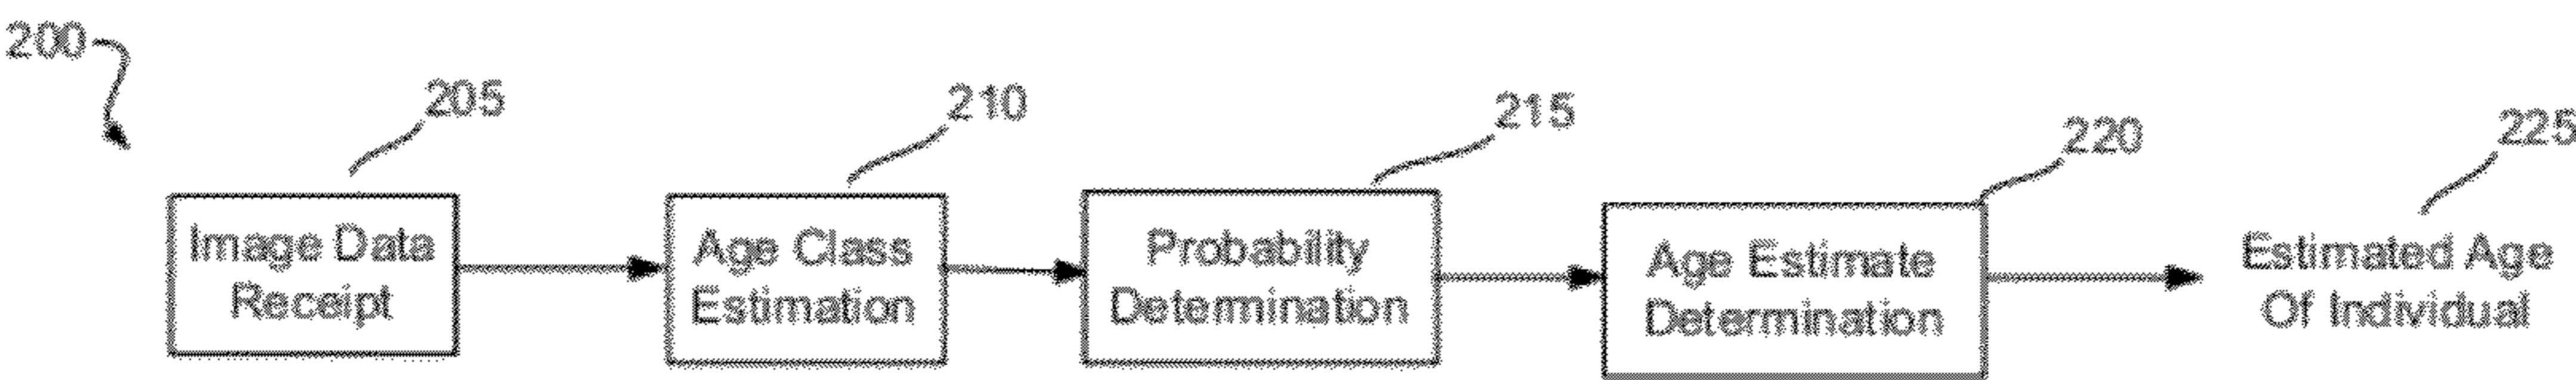 200
205
210
215
220
225
Image Data
Receipt
Age Class
Estimation
Probability
Determination
Age Estimate
Determination
Estimated Age
Of Individual